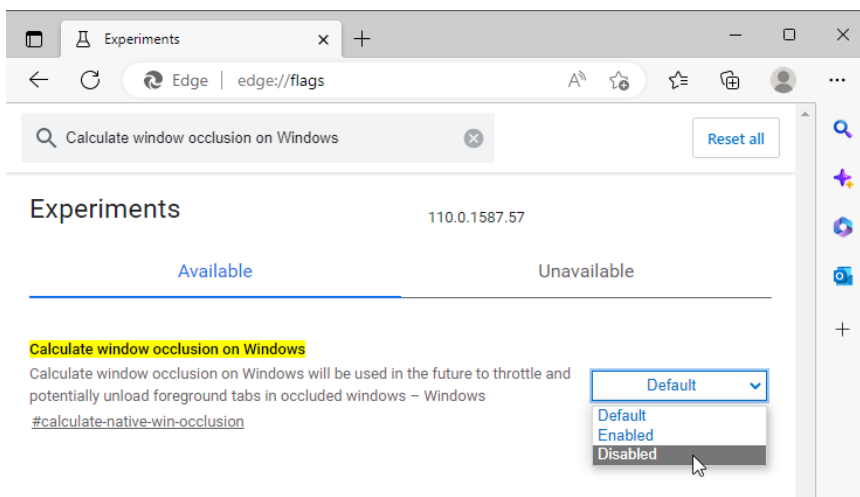 Experiments
Edge | edge://flags
Calculate window occlusion on Windows
Reset all
Experiments
110.0.1587.57
Available
Unavailable
Calculate window occlusion on Windows
Calculate window occlusion on Windows will be used in the future to throttle and
potentially unload foreground tabs in occluded windows – Windows
#calculate-native-win-occlusion
Default
Default
Enabled
Disabled